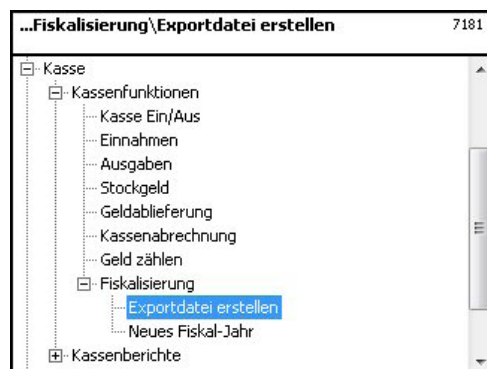 ...Fiskalisierung\Exportdatei erstellen 7181
Kasse
Kassenfunktionen
Kasse Ein/Aus
Einnahmen
Ausgaben
Stockgeld
Geldablieferung
Kassenabrechnung
Geld zählen
Fiskalisierung
Exportdatei erstellen
Neues Fiskal-Jahr
Kassenberichte